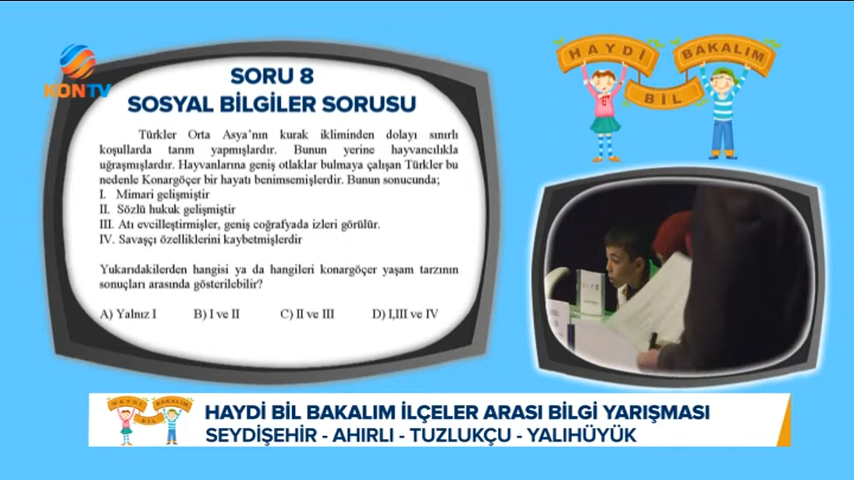 KONTV
SORU 8
SOSYAL BİLGİLER SORUSU
Türkler Orta Asya'nın kurak ikliminden dolayı sınırlı
koşullarda tarım yapmışlardır. Bunun yerine hayvancılıkla
uğraşmışlardır. Hayvanlarına geniş otlaklar bulmaya çalışan Türkler bu
nedenle Konargöçer bir hayatı benimsemişlerdir. Bunun sonucunda;
I. Mimari gelişmiştir
II. Sözlü hukuk gelişmiştir
III. Atı evcilleştirmişler, geniş coğrafyada izleri görülür.
IV. Savaşçı özelliklerini kaybetmişlerdir
Yukarıdakilerden hangisi ya da hangileri konargöçer yaşam tarzının
sonuçları arasında gösterilebilir?
A) Yalnız I B) I ve II C) II ve III D) I,III ve IV
HAYDİ
BAKALIM
BİL
HAYDİ
BAKALIM
BİL
HAYDİ BİL BAKALIM İLÇELER ARASI BİLGİ YARIŞMASI
SEYDİŞEHİR - AHIRLI - TUZLUKÇU - YALIHÜYÜK